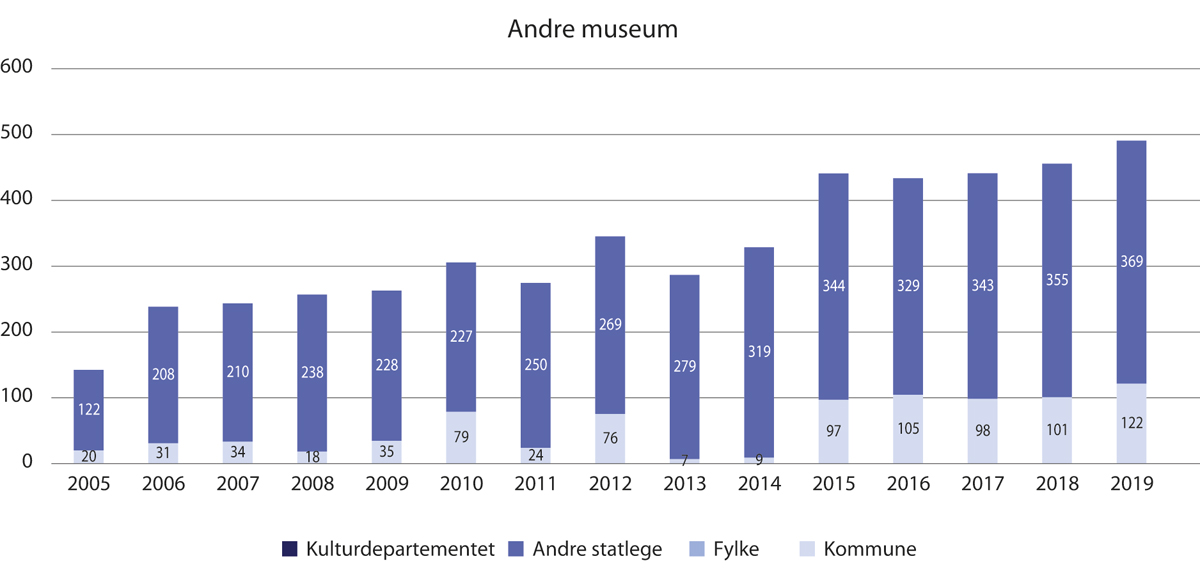 Andre museum
600
500
400
300
200
100
0
122 208 210 238 228 227 250 269 279 319 344 329 343 355 369
20 31 34 18 35 79 24 76 7 9 97 105 98 101 122
2005 2006 2007 2008 2009 2010 2011 2012 2013 2014 2015 2016 2017 2018 2019
Kulturdepartementet Andre statlege Fylke Kommune